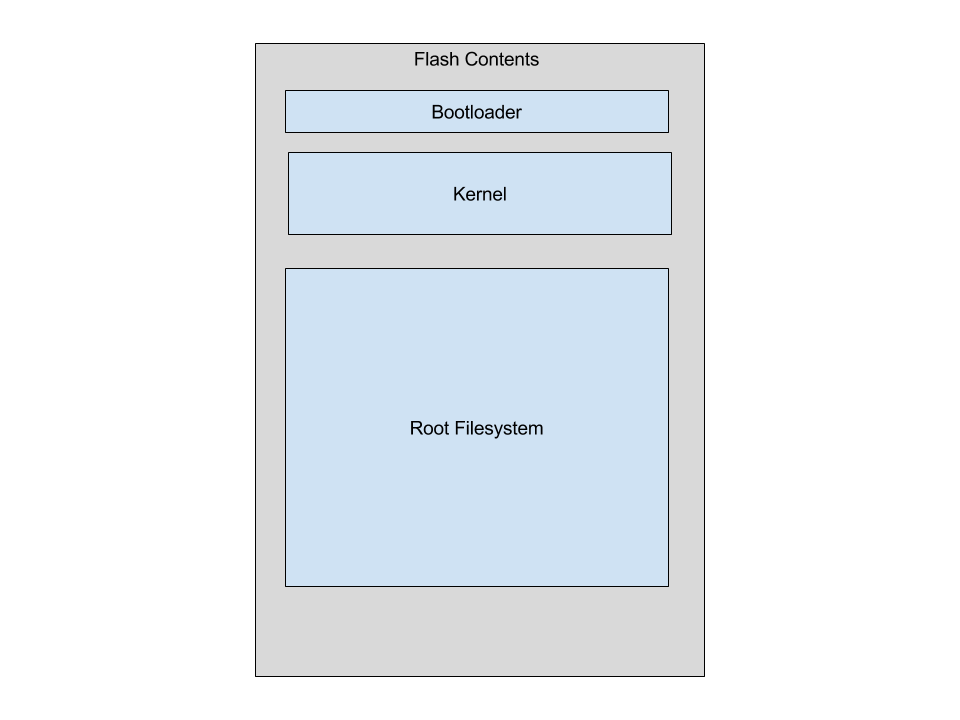 Flash Contents
Bootloader
Kernel
Root Filesystem